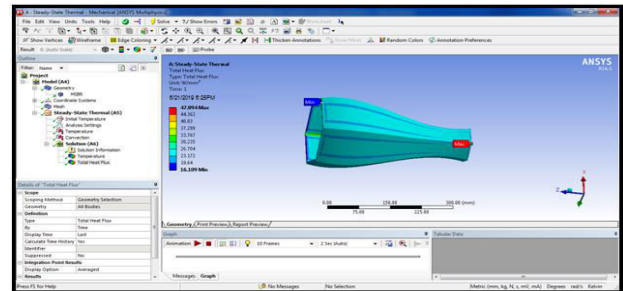 A : Steady-State Thermal - Mechanical [ANSYS Multiphysics]
File Edit View Units Tools Help
Solve ?/ Show Errors
Worksheet
Show Vertices Wireframe Edge Coloring
Thicken Annotations
Random Colors Annotation Preferences
Result
Probe
Outline
Filter: Name
Project
Model (A4)
Geometry
MSBR
Coordinate Systems
Mesh
Steady-State Thermal (A5)
Initial Temperature
Analysis Settings
Temperature
Convection
Solution (A6)
Solution Information
Temperature
Total Heat Flux
A: Steady-State Thermal
Total Heat Flux
Type: Total Heat Flux
Time: 1
47.894 Max
44.362
40.83
37.299
33.767
30.235
26.704
23.172
19.64
16.109 Min
ANSYS
Min
Max
0.00 150.00 300.00 (mm)
75.00 225.00
Z
Geometry Print Preview Report Preview
Details of "Total Heat Flux"
Scope
Scoping Method Geometry Selection
Geometry All Bodies
Definition
Type Total Heat Flux
By Time
Display Time Last
Calculate Time History Yes
Identifier
Suppressed No
Integration Point Results
Display Option Averaged
Results
Graph
Animation 10 Frames 2 Sec (Auto)
Messages Graph
Tabular Data
Press F1 for Help
No Messages
No Selection
Metric (mm, kg, N, s, mV, mA) Degrees rad/s Kelvin